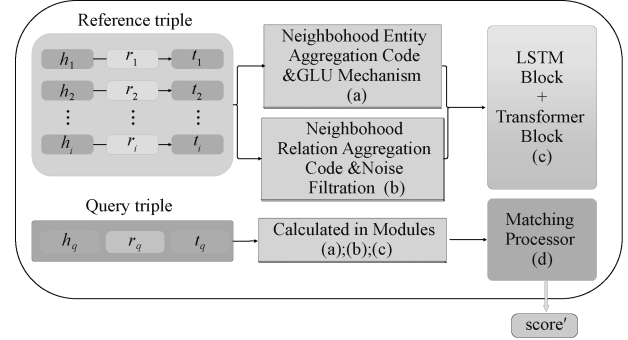 Reference triple
h1 r1 t1
h2 r2 t2
⋮ ⋮ ⋮
hi ri ti
Neighbohood Entity
Aggregation Code
&GLU Mechanism
(a)
Neighbohood
Relation Aggregation
Code &Noise
Filtration (b)
LSTM
Block
+
Transformer
Block
(c)
Query triple
hq rq tq
Calculated in Modules
(a);(b);(c)
Matching
Processor
(d)
score′